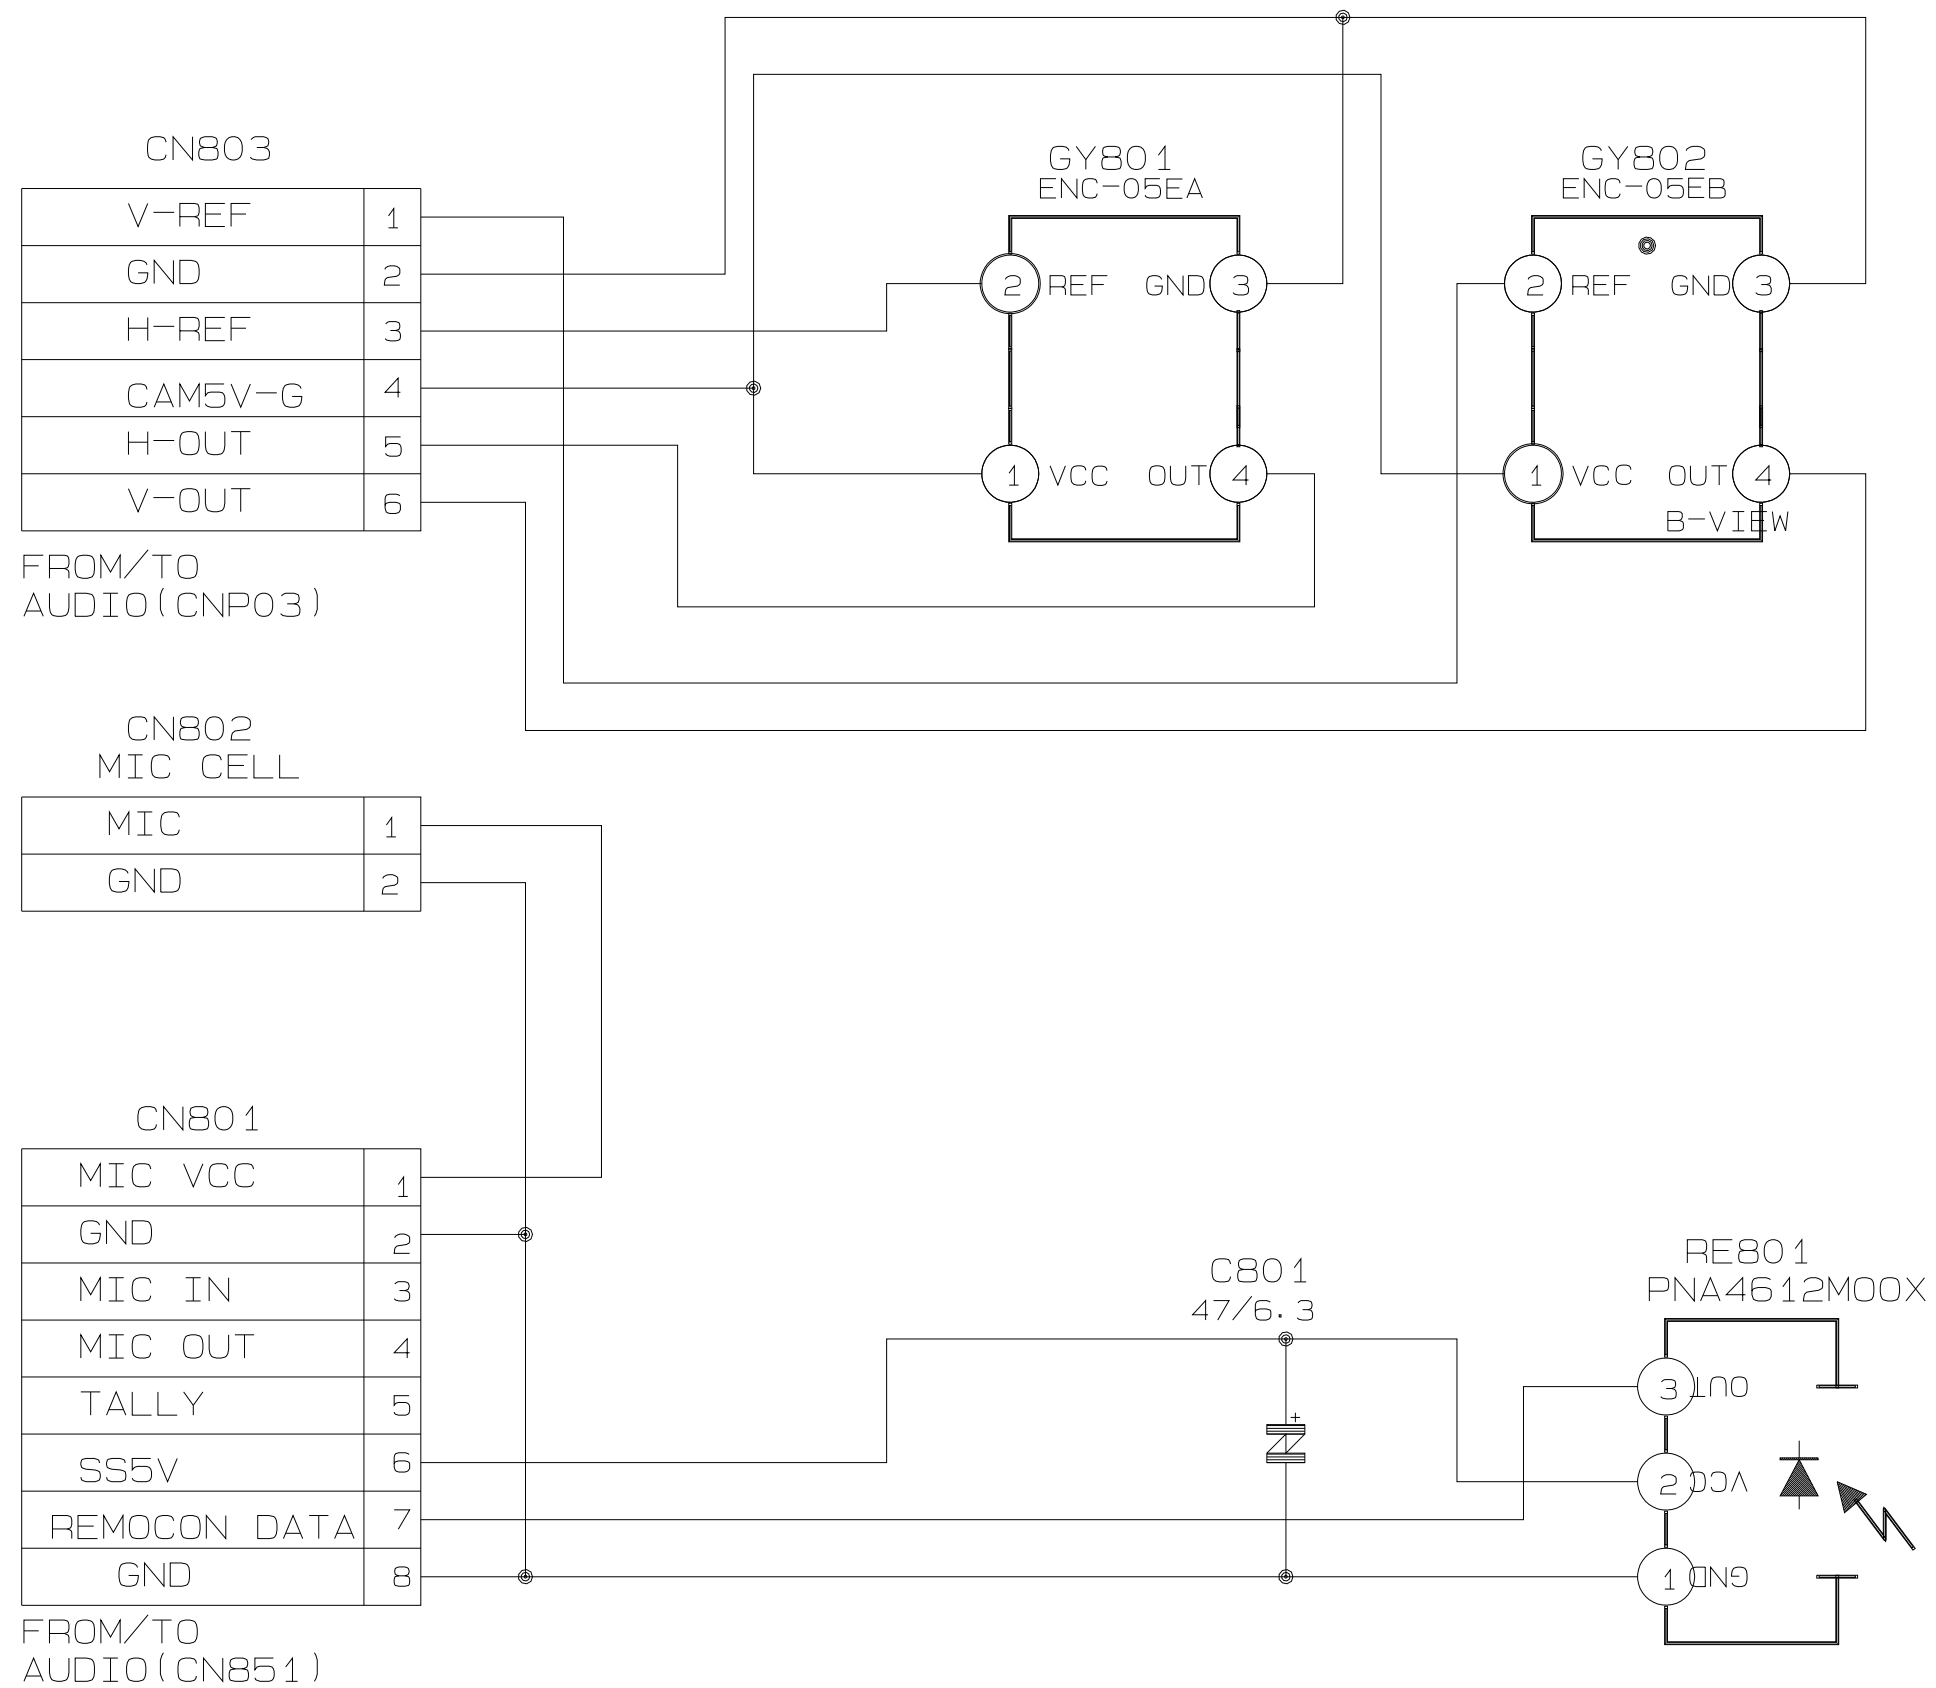 CN803
V-REF 1
GND 2
H-REF 3
CAM5V-G 4
H-OUT 5
V-OUT 6
FROM/TO
AUDIO(CNP03)
GY801
ENC-05EA
2 REF GND 3
1 VCC OUT 4
GY802
ENC-05EB
2 REF GND 3
1 VCC OUT 4
B-VIEW
CN802
MIC CELL
MIC 1
GND 2
CN801
MIC VCC 1
GND 2
MIC IN 3
MIC OUT 4
TALLY 5
SS5V 6
REMOCON DATA 7
GND 8
FROM/TO
AUDIO(CN851)
C801
47/6.3
+
RE801
PNA4612M00X
3 OUT
2 VCC
1 GND